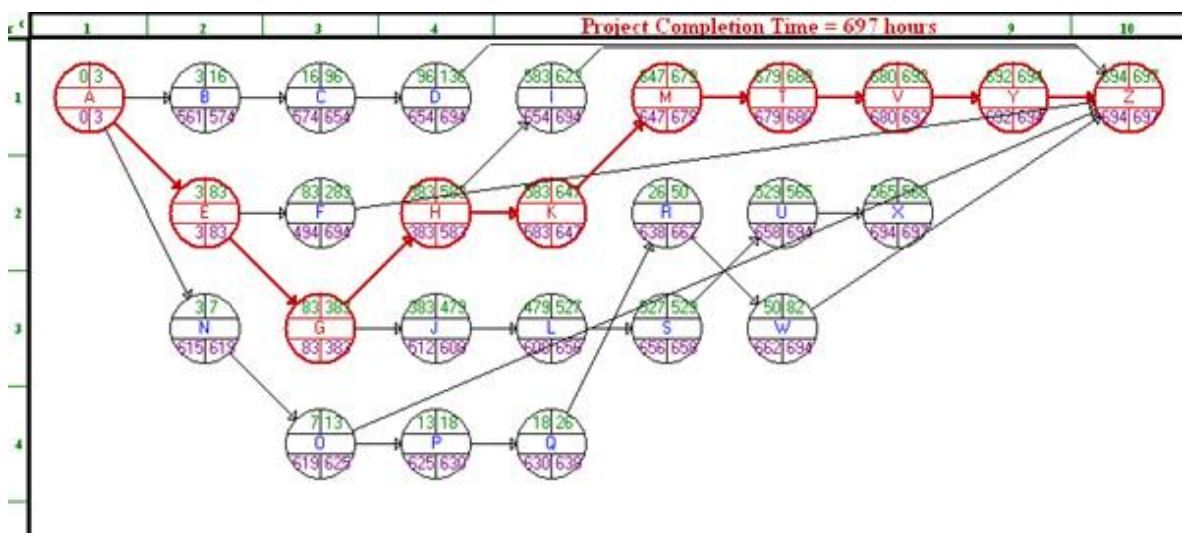 r c 1 2 3 4 Project Completion Time = 697 hours 9 10
0 3 3 16 16 96 96 136 583 623 647 679 679 680 680 692 692 694 694 697
1 A B C D I M T V Y Z
0 3 561 574 574 654 654 694 654 694 647 679 679 680 680 692 692 694 694 697
3 83 83 283 383 583 583 647 26 50 529 565 565 568
2 E F H K R U X
3 83 494 694 383 583 583 647 638 662 658 694 694 697
3 7 83 383 383 479 479 527 527 529 50 82
3 N G J L S W
615 619 83 383 512 608 608 656 656 658 662 694
7 13 13 18 18 26
4 O P Q
619 625 625 630 630 638